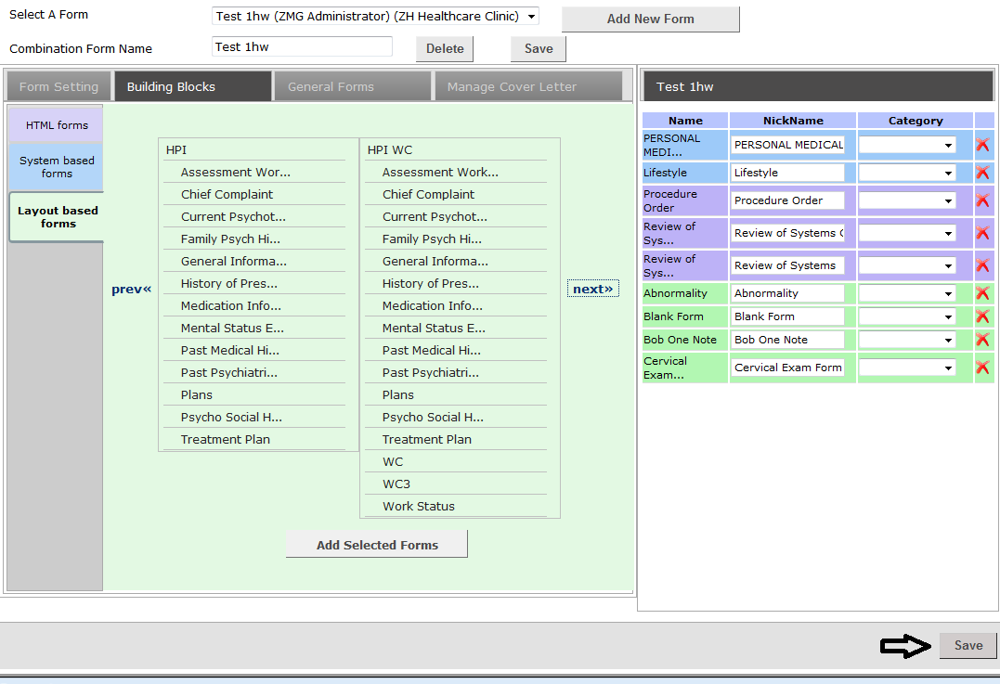 Select A Form
Test 1hw (ZMG Administrator) (ZH Healthcare Clinic)
Add New Form
Combination Form Name
Test 1hw
Delete
Save
Form Setting
Building Blocks
General Forms
Manage Cover Letter
HTML forms
System based
forms
Layout based
forms
prev«
HPI
Assessment Wor...
Chief Complaint
Current Psychot...
Family Psych Hi...
General Informa...
History of Pres...
Medication Info...
Mental Status E...
Past Medical Hi...
Past Psychiatri...
Plans
Psycho Social H...
Treatment Plan
HPI WC
Assessment Work...
Chief Complaint
Current Psychot...
Family Psych Hi...
General Informa...
History of Pres...
Medication Info...
Mental Status E...
Past Medical Hi...
Past Psychiatri...
Plans
Psycho Social H...
Treatment Plan
WC
WC3
Work Status
next»
Add Selected Forms
Test 1hw
Name NickName Category
PERSONAL
MEDI...
PERSONAL MEDICAL
Lifestyle Lifestyle
Procedure
Order
Procedure Order
Review of
Sys...
Review of Systems (
Review of
Sys...
Review of Systems
Abnormality Abnormality
Blank Form Blank Form
Bob One Note Bob One Note
Cervical
Exam...
Cervical Exam Form
Save